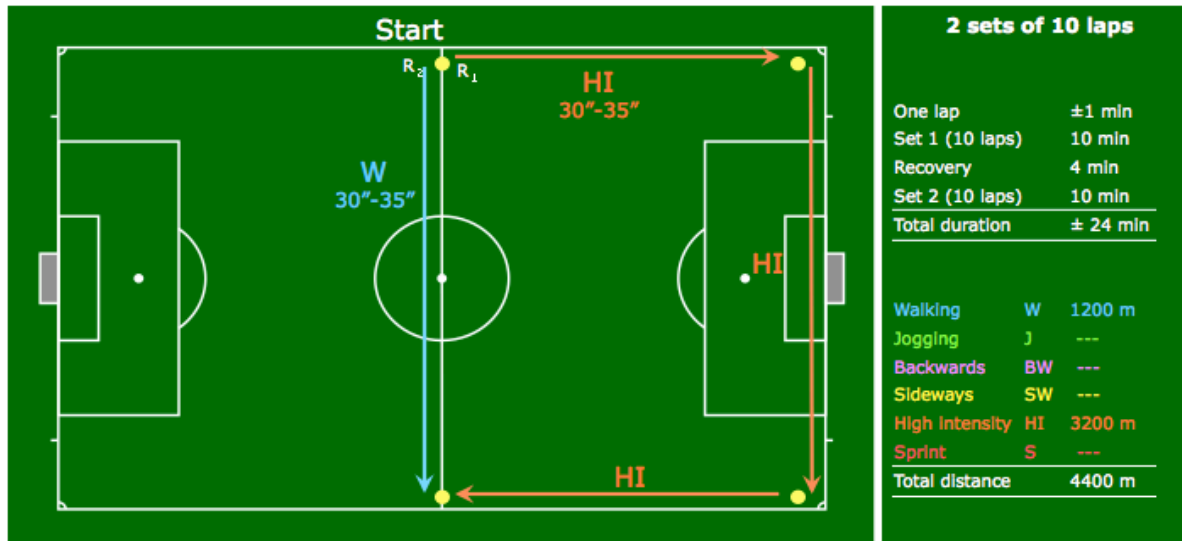 Start
R2 R1
HI
30”-35”
W
30”-35”
HI
HI
2 sets of 10 laps
One lap ±1 min
Set 1 (10 laps) 10 min
Recovery 4 min
Set 2 (10 laps) 10 min
Total duration ± 24 min
Walking W 1200 m
Jogging J ---
Backwards BW ---
Sideways SW ---
High intensity HI 3200 m
Sprint S ---
Total distance 4400 m